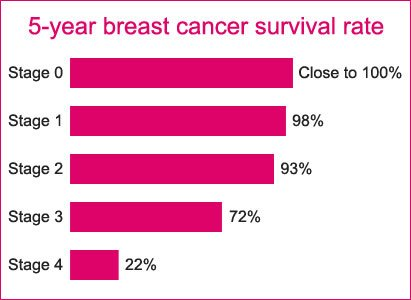 5-year breast cancer survival rate
Stage 0 Close to 100%
Stage 1 98%
Stage 2 93%
Stage 3 72%
Stage 4 22%